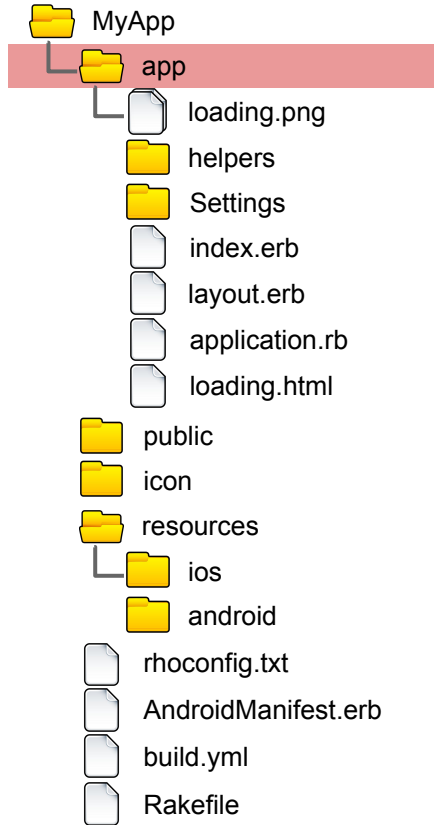 MyApp
app
loading.png
helpers
Settings
index.erb
layout.erb
application.rb
loading.html
public
icon
resources
ios
android
rhoconfig.txt
AndroidManifest.erb
build.yml
Rakefile